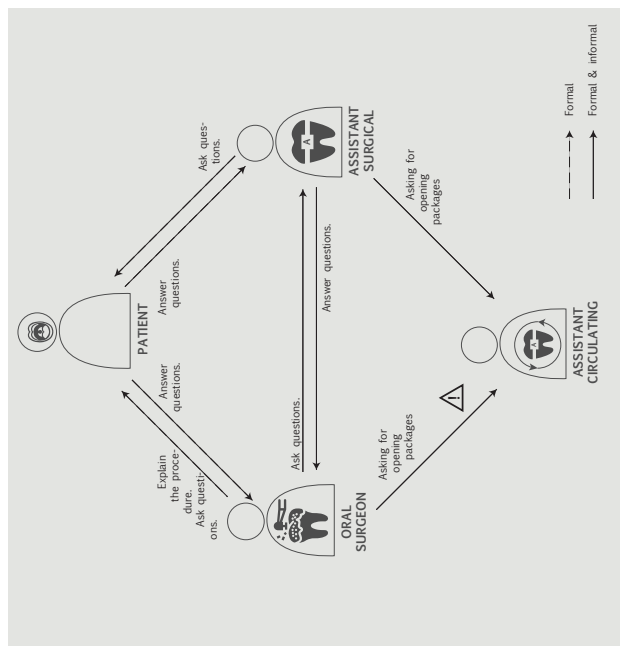 PATIENT
Explain
the proce-
dure.
Ask questi-
ons.
Answer
questions.
Answer
questions.
Ask ques-
tions.
Ask questions.
Answer questions.
ORAL
SURGEON
A
ASSISTANT
SURGICAL
Asking for
opening
packages
Asking for
opening
packages
!
A
ASSISTANT
CIRCULATING
Formal
Formal & informal